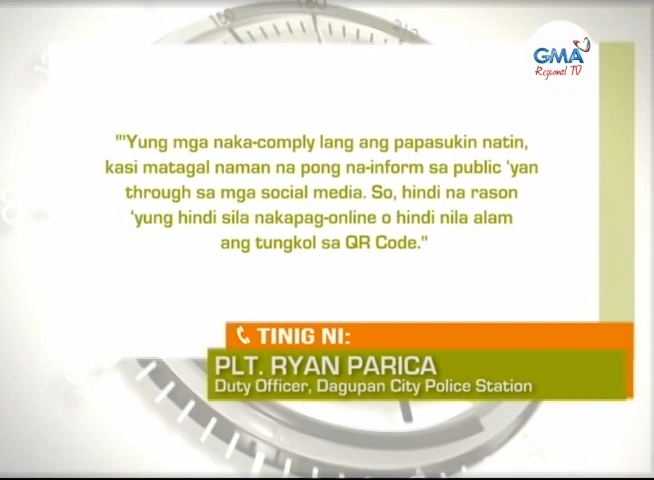 GMA
Regional TV
"'Yung mga naka-comply lang ang papasukin natin,
kasi matagal naman na pong na-inform sa public 'yan
through sa mga social media. So, hindi na rason
'yung hindi sila nakapag-online o hindi nila alam
ang tungkol sa QR Code."
TINIG NI:
PLT. RYAN PARICA
Duty Officer, Dagupan City Police Station